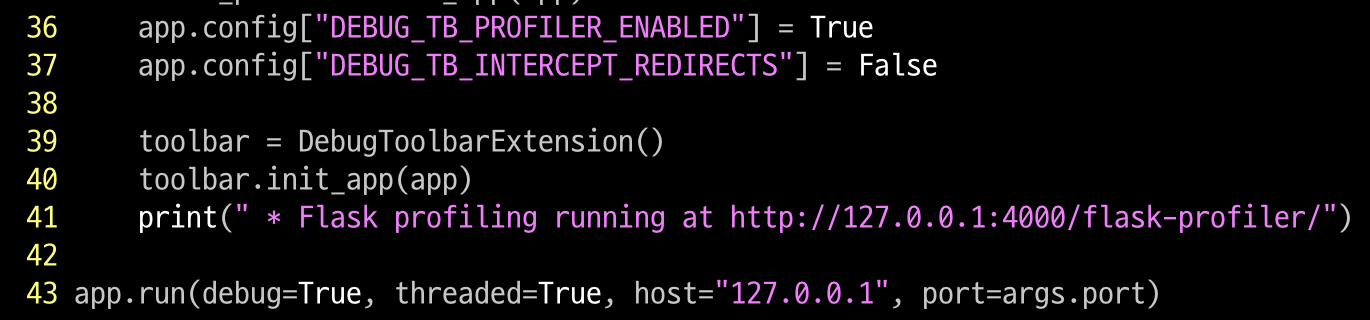 36     app.config["DEBUG_TB_PROFILER_ENABLED"] = True
37     app.config["DEBUG_TB_INTERCEPT_REDIRECTS"] = False
38
39     toolbar = DebugToolbarExtension()
40     toolbar.init_app(app)
41     print(" * Flask profiling running at http://127.0.0.1:4000/flask-profiler/")
42
43 app.run(debug=True, threaded=True, host="127.0.0.1", port=args.port)